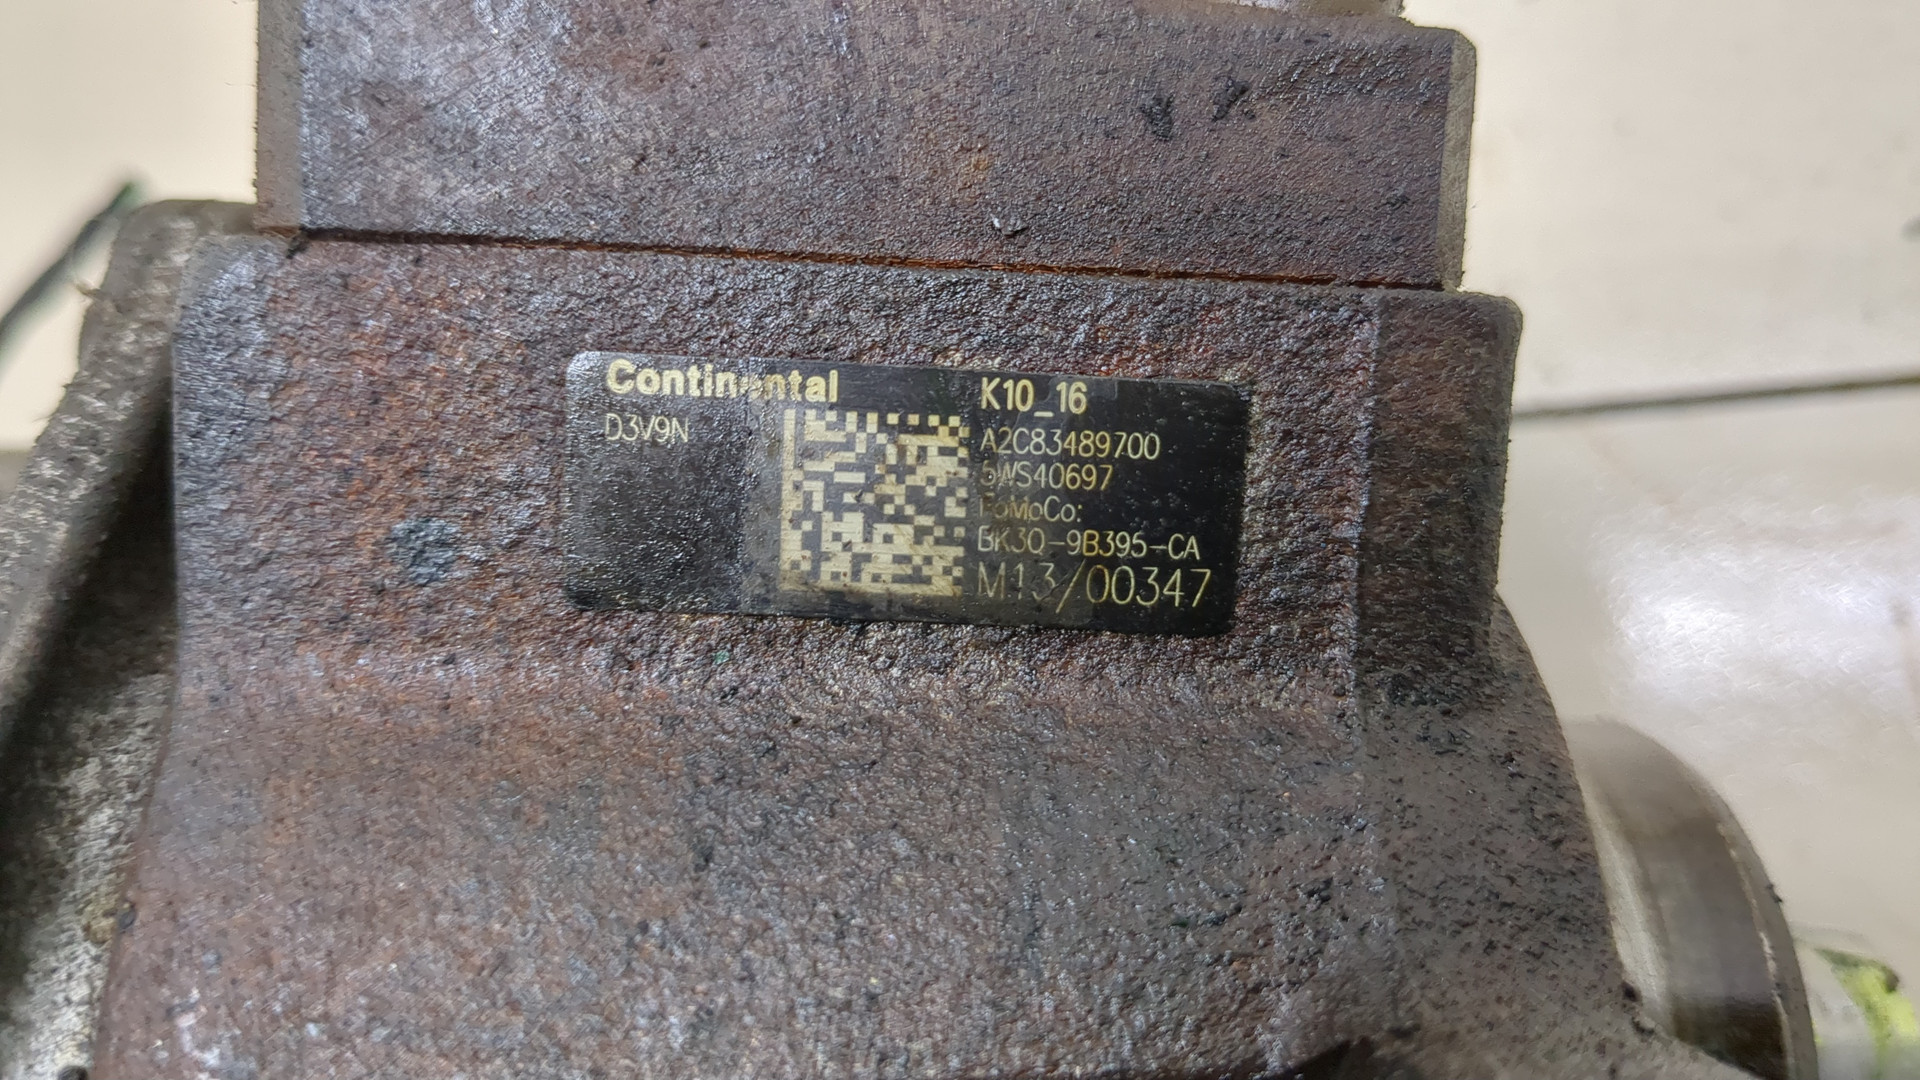 Continental
D3V9N
K10_16
A2C83489700
5WS40697
FoMoCo:
BK3Q-9B395-CA
M13/00347